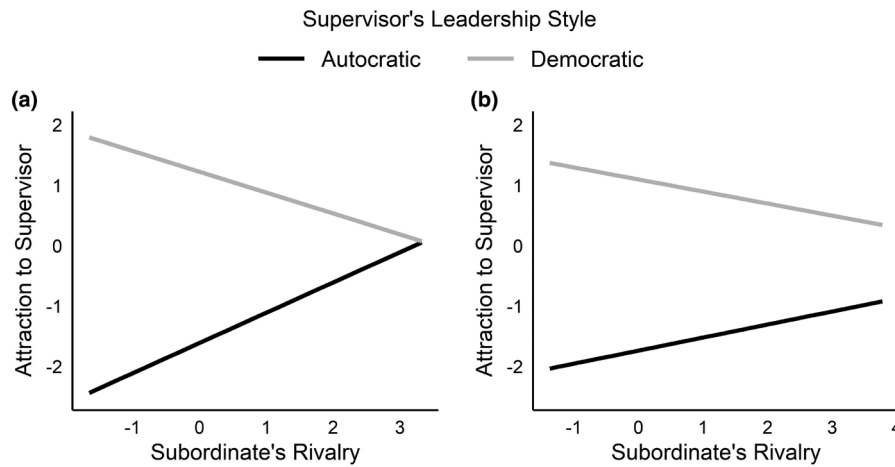 Supervisor's Leadership Style
Autocratic Democratic
(a)
Attraction to Supervisor
2
1
0
-1
-2
-1 0 1 2 3
Subordinate's Rivalry
(b)
Attraction to Supervisor
2
1
0
-1
-2
-1 0 1 2 3 4
Subordinate's Rivalry